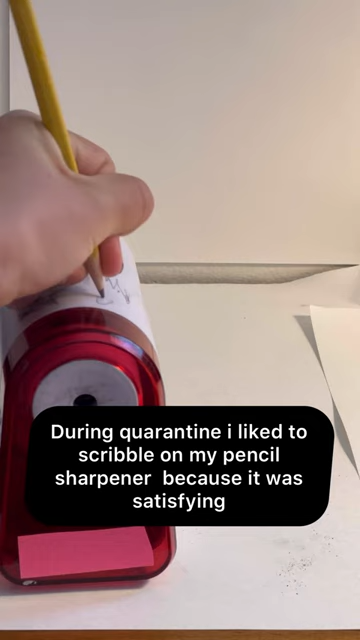 During quarantine i liked to
scribble on my pencil
sharpener  because it was
satisfying